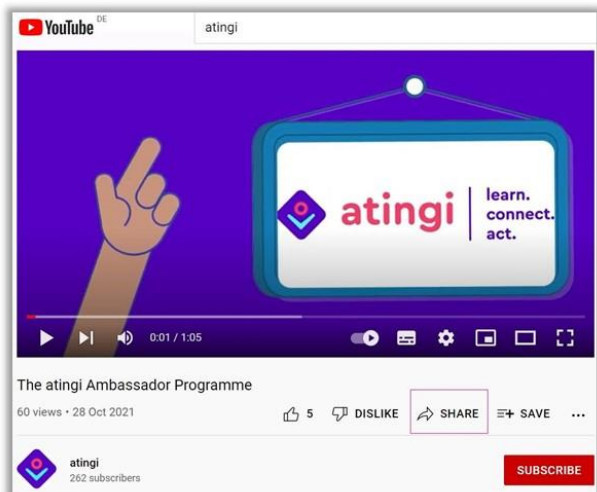 YouTube DE
atingi
atingi
learn.
connect.
act.
0:01 / 1:05
The atingi Ambassador Programme
60 views • 28 Oct 2021
5 DISLIKE SHARE SAVE ...
atingi
262 subscribers
SUBSCRIBE